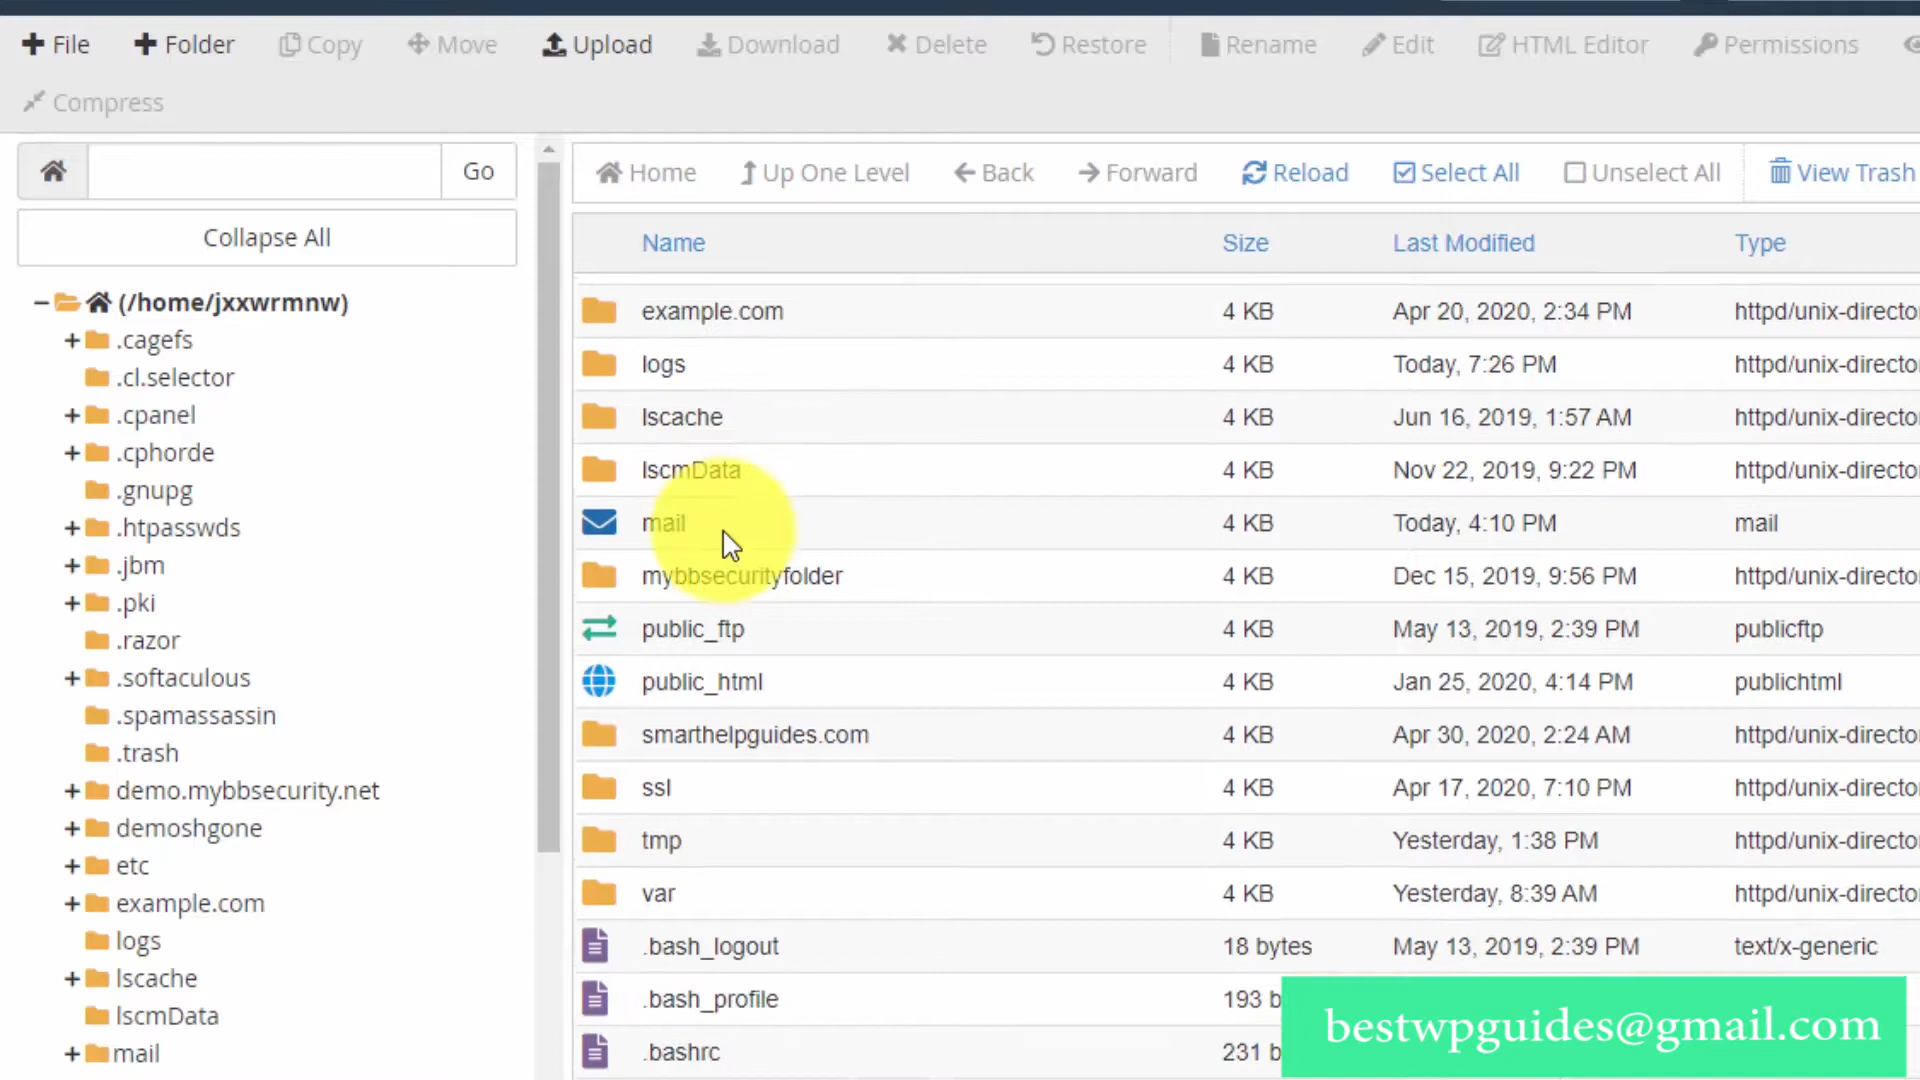 File Folder Copy Move Upload Download Delete Restore Rename Edit HTML Editor Permissions
Compress
Go
Home Up One Level Back Forward Reload Select All Unselect All View Trash
Collapse All
Name Size Last Modified Type
(/home/jxxwrmnw)
.cagefs
.cl.selector
.cpanel
.cphorde
.gnupg
.htpasswds
.jbm
.pki
.razor
.softaculous
.spamassassin
.trash
demo.mybbsecurity.net
demoshgone
etc
example.com
logs
lscache
lscmData
mail
example.com 4 KB Apr 20, 2020, 2:34 PM httpd/unix-directo
logs 4 KB Today, 7:26 PM httpd/unix-directo
lscache 4 KB Jun 16, 2019, 1:57 AM httpd/unix-directo
lscmData 4 KB Nov 22, 2019, 9:22 PM httpd/unix-directo
mail 4 KB Today, 4:10 PM mail
mybbsecurityfolder 4 KB Dec 15, 2019, 9:56 PM httpd/unix-directo
public_ftp 4 KB May 13, 2019, 2:39 PM publicftp
public_html 4 KB Jan 25, 2020, 4:14 PM publichtml
smarthelpguides.com 4 KB Apr 30, 2020, 2:24 AM httpd/unix-directo
ssl 4 KB Apr 17, 2020, 7:10 PM httpd/unix-directo
tmp 4 KB Yesterday, 1:38 PM httpd/unix-directo
var 4 KB Yesterday, 8:39 AM httpd/unix-directo
.bash_logout 18 bytes May 13, 2019, 2:39 PM text/x-generic
.bash_profile 193 b
.bashrc 231 b
bestwpguides@gmail.com